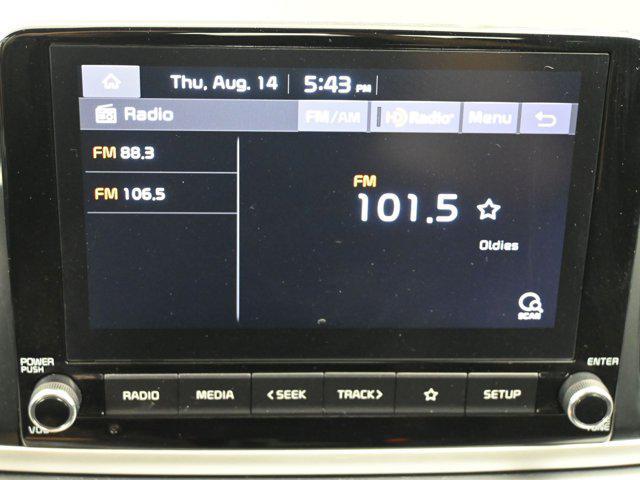 Thu, Aug. 14 5:43 PM
Radio FM/AM HD Radio Menu
FM 88.3
FM 106.5
FM
101.5
Oldies
SCAN
POWER
PUSH
ENTER
RADIO MEDIA < SEEK TRACK > SETUP
VOL TUNE